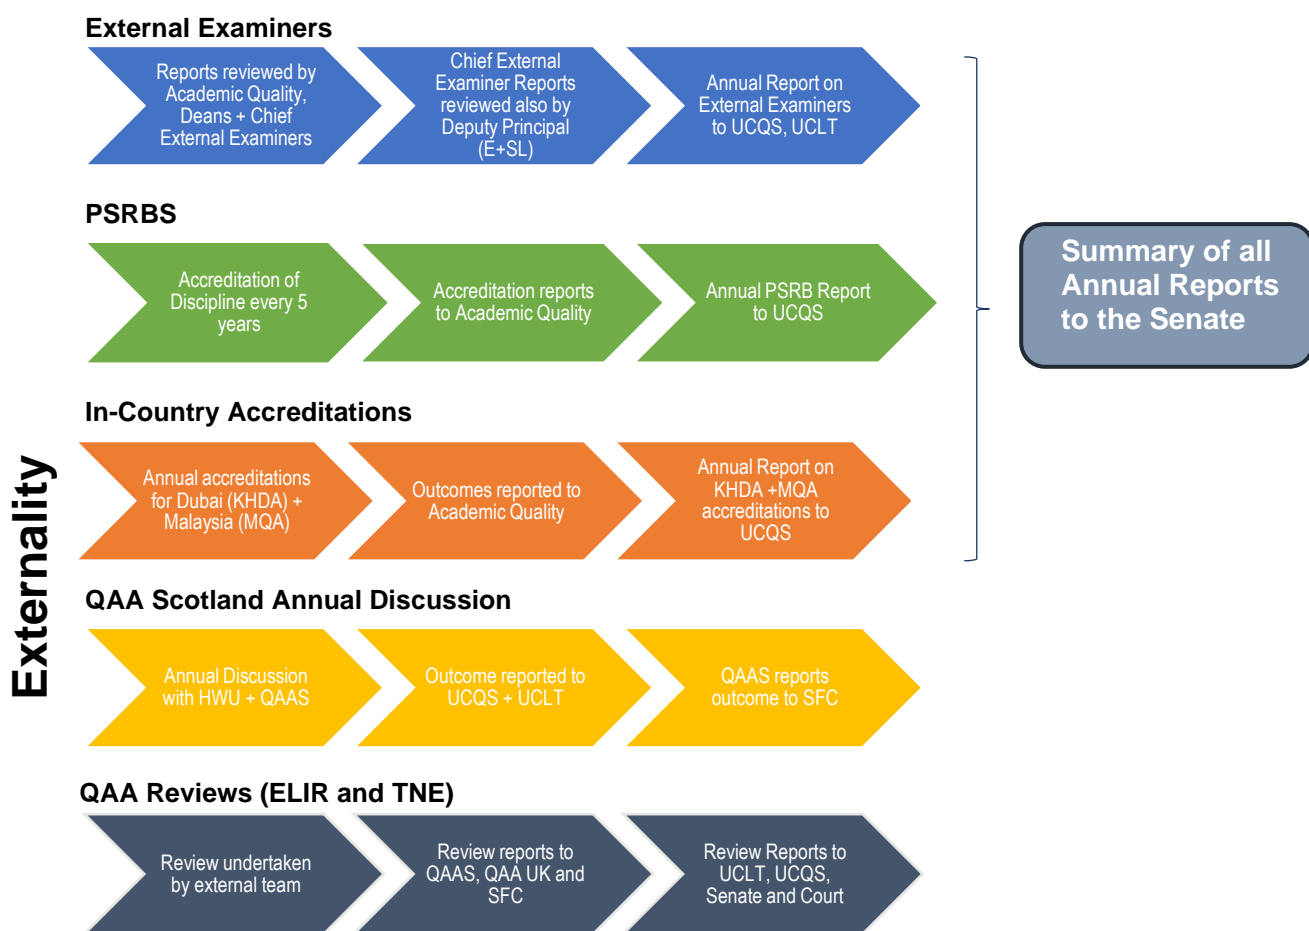 External Examiners
Reports reviewed by
Academic Quality,
Deans + Chief
External Examiners
Chief External
Examiner Reports
reviewed also by
Deputy Principal
(E+SL)
Annual Report on
External Examiners
to UCQS, UCLT
PSRBS
Accreditation of
Discipline every 5
years
Accreditation reports
to Academic Quality
Annual PSRB Report
to UCQS
Summary of all
Annual Reports
to the Senate
In-Country Accreditations
Annual accreditations
for Dubai (KHDA) +
Malaysia (MQA)
Outcomes reported to
Academic Quality
Annual Report on
KHDA +MQA
accreditations to
UCQS
Externality
QAA Scotland Annual Discussion
Annual Discussion
with HWU + QAAS
Outcome reported to
UCQS + UCLT
QAAS reports
outcome to SFC
QAA Reviews (ELIR and TNE)
Review undertaken
by external team
Review reports to
QAAS, QAA UK and
SFC
Review Reports to
UCLT, UCQS,
Senate and Court